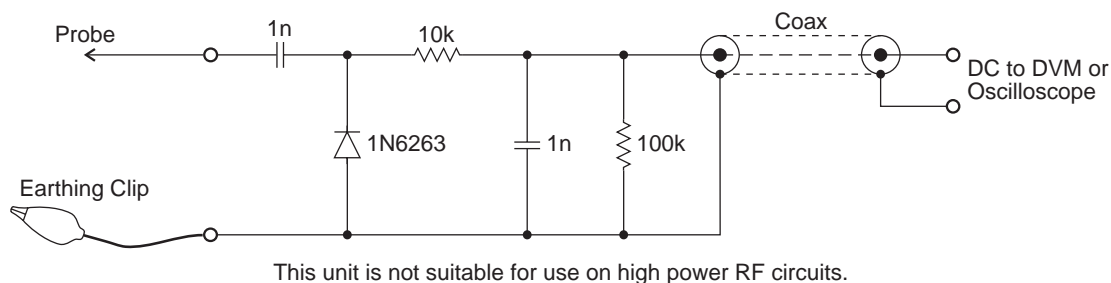 Coax
1n
10k
Probe
DC to DVM or
Oscilloscope
1N6263
1n
100k
Earthing Clip
This unit is not suitable for use on high power RF circuits.